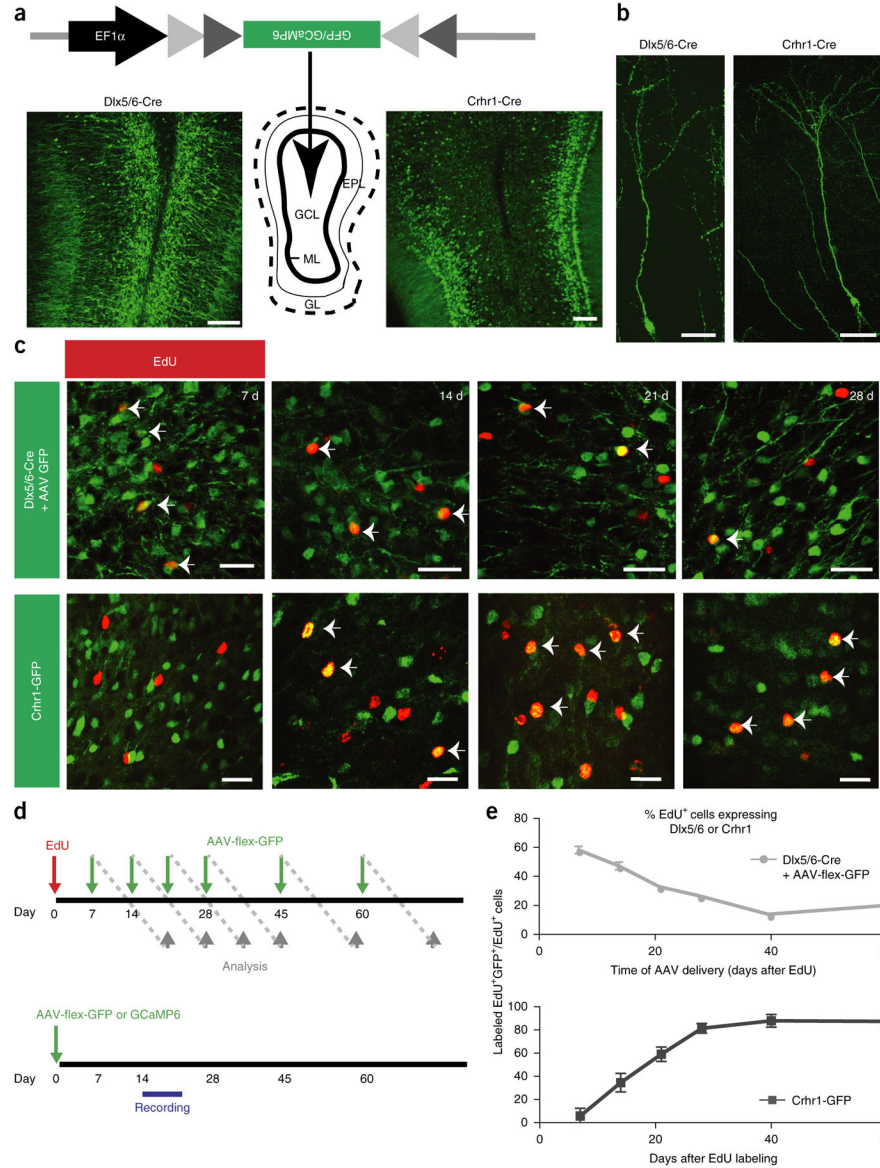 a
EF1α
GFP/GCaMP6
Dlx5/6-Cre
Crhr1-Cre
EPL
GCL
ML
GL
b
Dlx5/6-Cre
Crhr1-Cre
c
EdU
Dlx5/6-Cre
+ AAV GFP
7 d
14 d
21 d
28 d
Crhr1-GFP
d
EdU
AAV-flex-GFP
Day
0
7
14
28
45
60
Analysis
AAV-flex-GFP or GCaMP6
Day
0
7
14
28
45
60
Recording
e
% EdU⁺ cells expressing
Dlx5/6 or Crhr1
Labeled EdU⁺GFP⁺/EdU⁺ cells
80
60
40
20
0
Dlx5/6-Cre
+ AAV-flex-GFP
0
20
40
Time of AAV delivery (days after EdU)
100
80
60
40
20
0
Crhr1-GFP
0
20
40
Days after EdU labeling